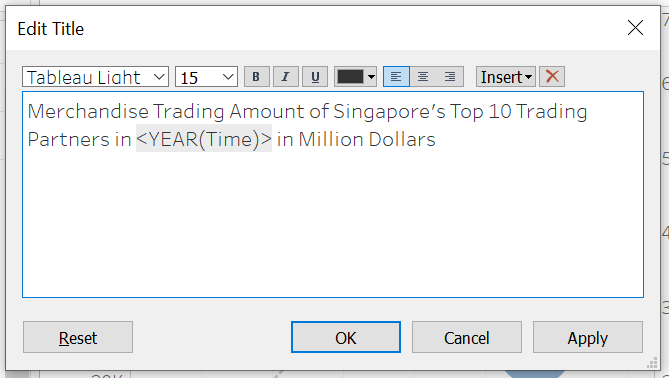 Edit Title
Tableau Light 15 B I U Insert
Merchandise Trading Amount of Singapore's Top 10 Trading
Partners in <YEAR(Time)> in Million Dollars
Reset OK Cancel Apply